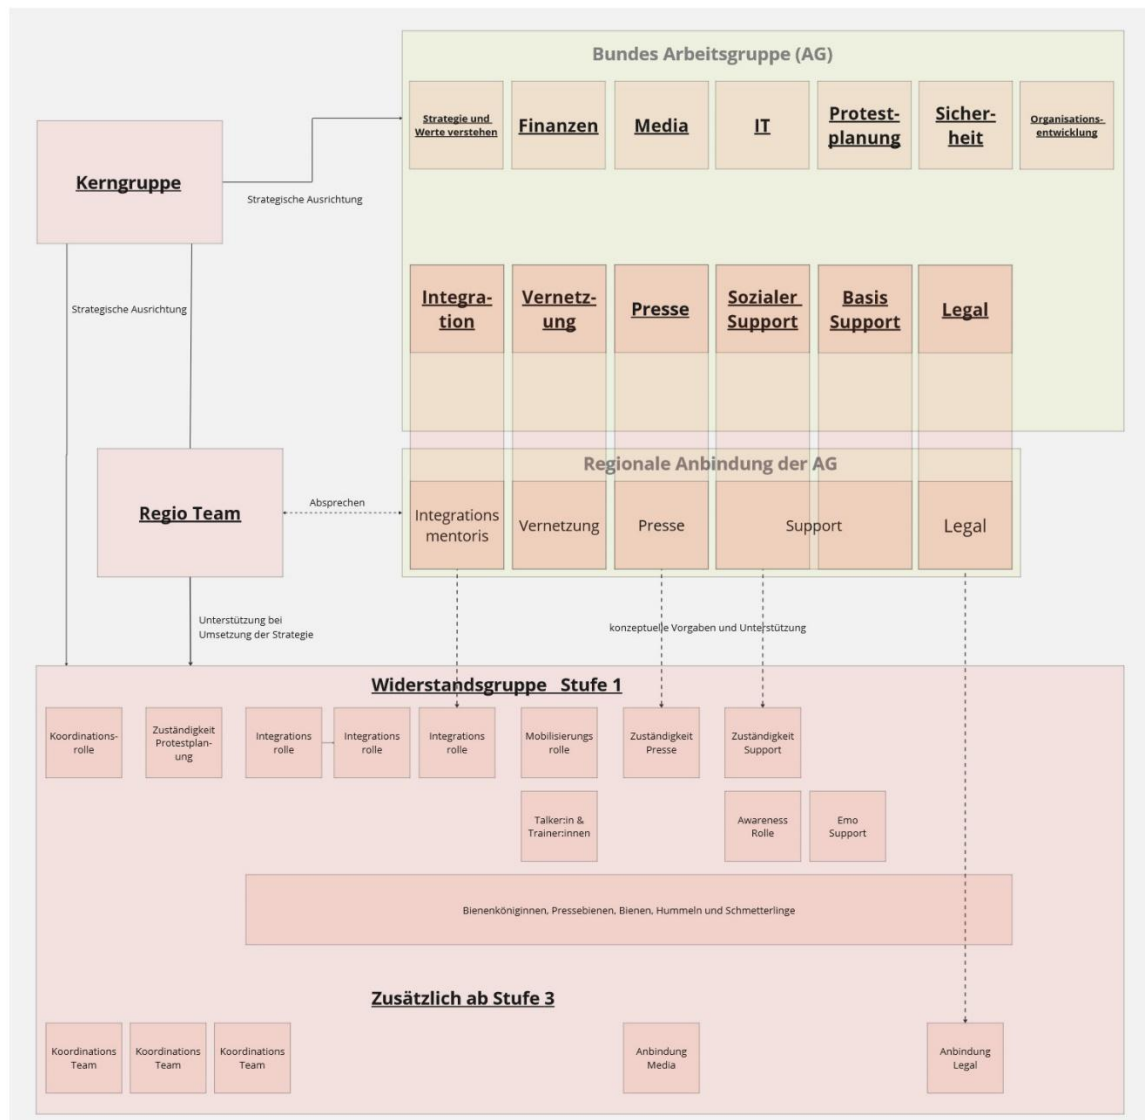 Bundes Arbeitsgruppe (AG)
Strategie und
Werte verstehen
Finanzen
Media
IT
Protest-
planung
Sicher-
heit
Organisations-
entwicklung
Kerngruppe
Strategische Ausrichtung
Strategische Ausrichtung
Integra-
tion
Vernetz-
ung
Presse
Sozialer
Support
Basis
Support
Legal
Regionale Anbindung der AG
Regio Team
Absprechen
Integrations
mentoris
Vernetzung
Presse
Support
Legal
Unterstützung bei
Umsetzung der Strategie
konzeptuelle Vorgaben und Unterstützung
Widerstandsgruppe Stufe 1
Koordinations-
rolle
Zuständigkeit
Protestplan-
ung
Integrations
rolle
Integrations
rolle
Integrations
rolle
Mobilisierungs
rolle
Zuständigkeit
Presse
Zuständigkeit
Support
Talker:in &
Trainer:innen
Awareness
Rolle
Emo
Support
Bienenköniginnen, Pressebienen, Bienen, Hummeln und Schmetterlinge
Zusätzlich ab Stufe 3
Koordinations
Team
Koordinations
Team
Koordinations
Team
Anbindung
Media
Anbindung
Legal